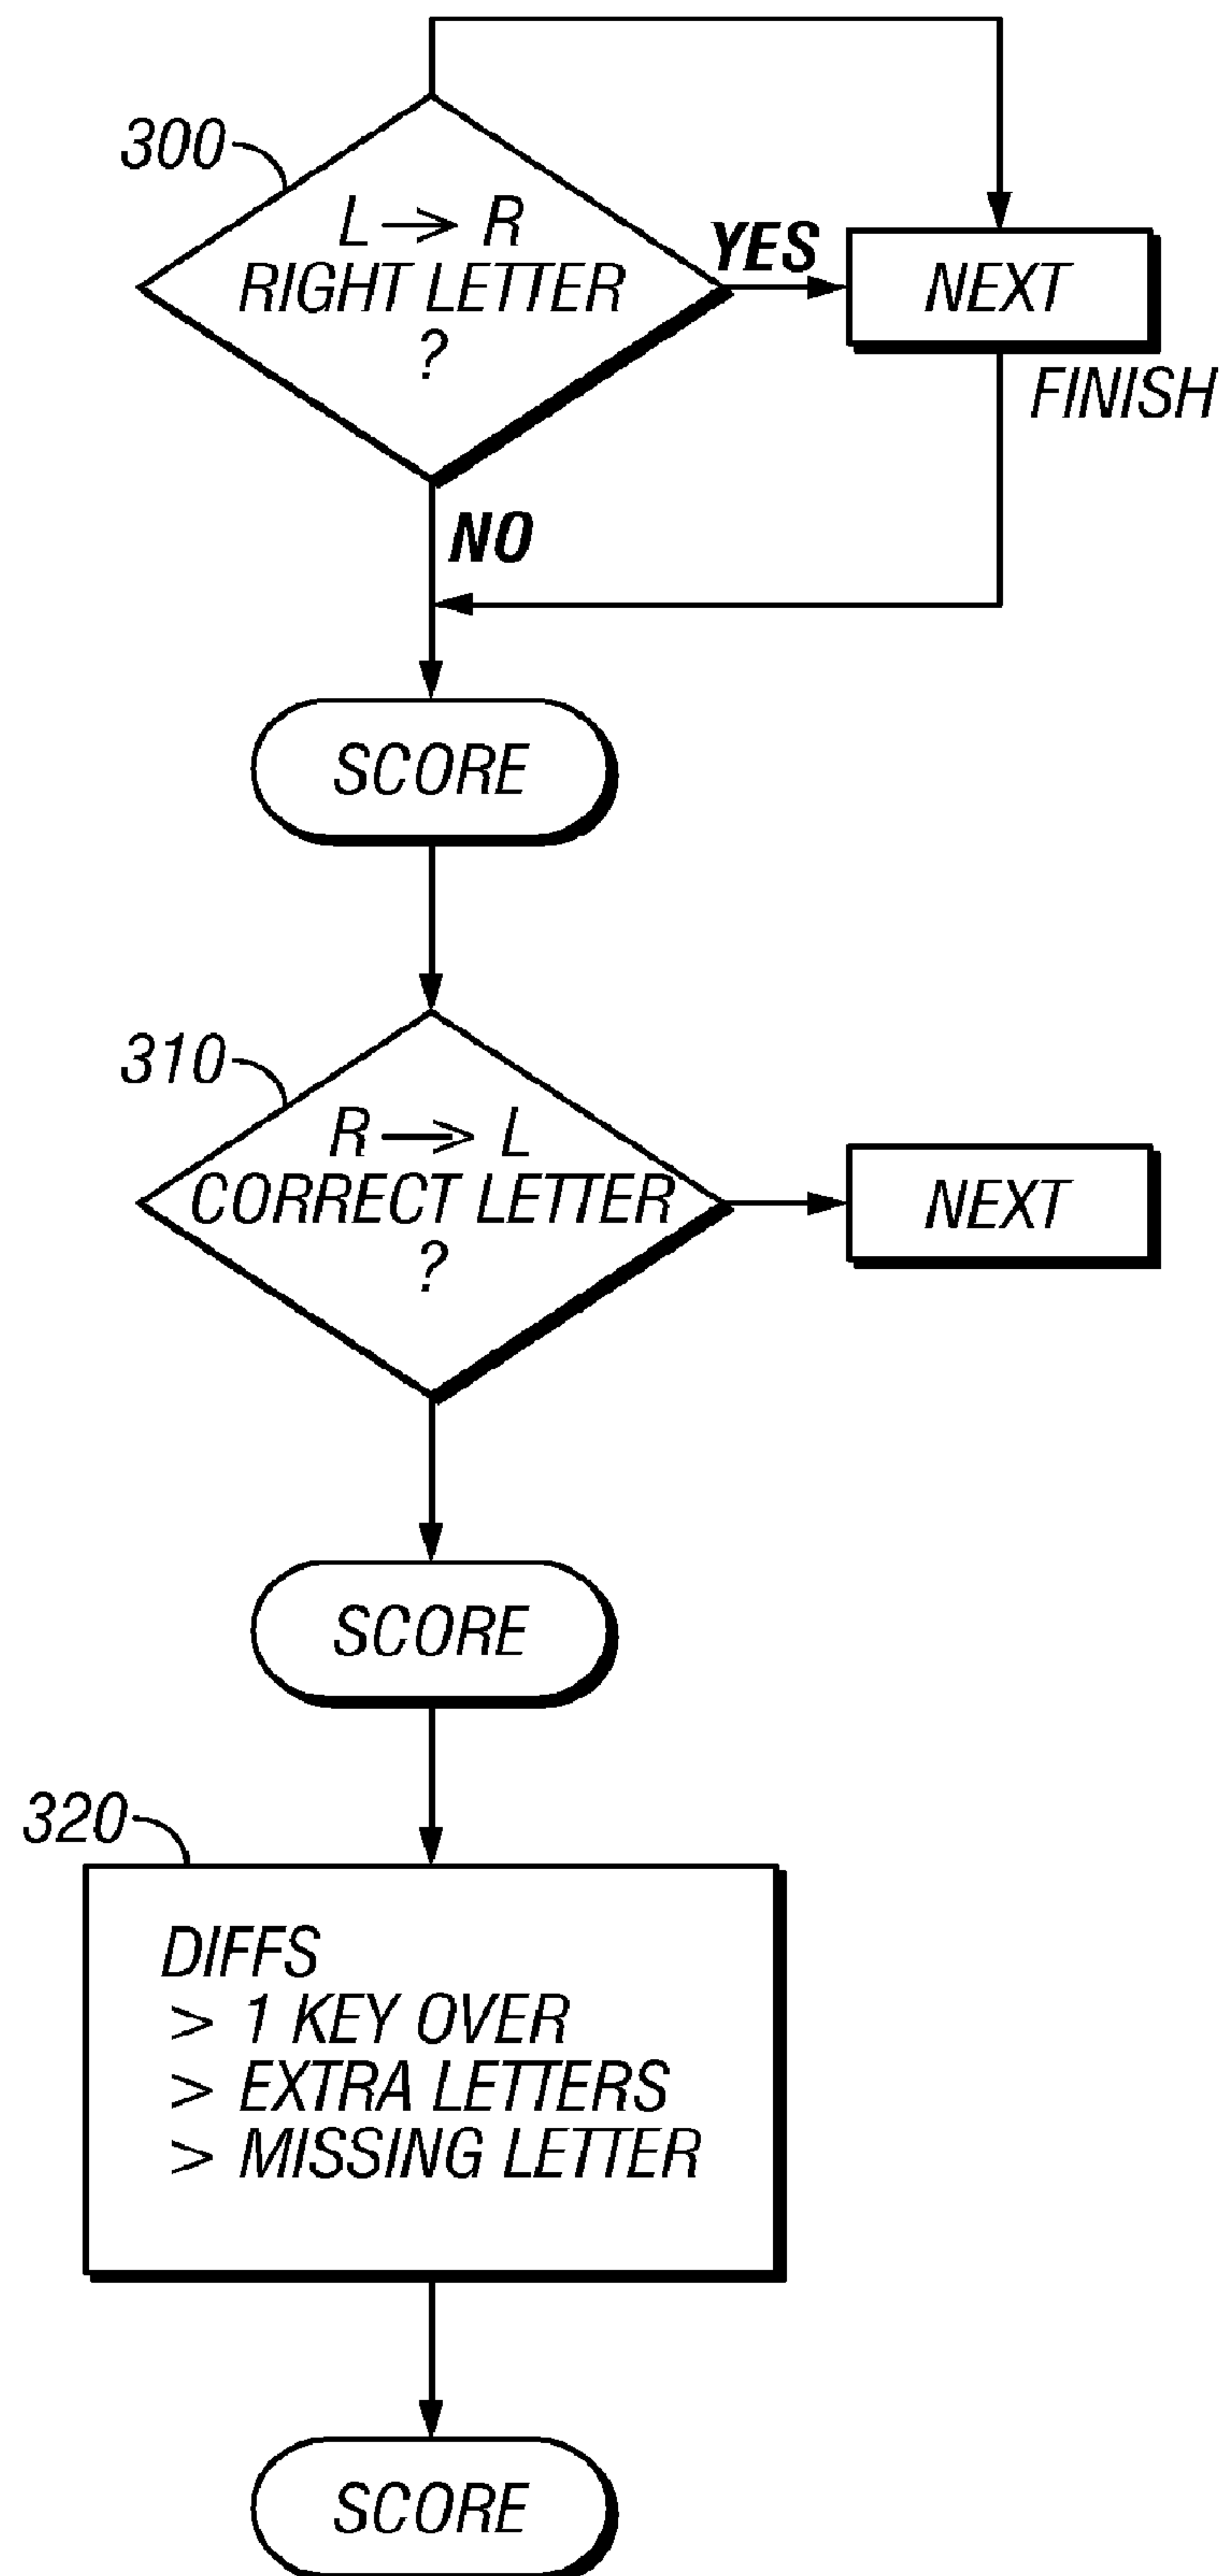 300
L → R
RIGHT LETTER
?
YES
NEXT
FINISH
NO
SCORE
310
R → L
CORRECT LETTER
?
NEXT
SCORE
320
DIFFS
> 1 KEY OVER
> EXTRA LETTERS
> MISSING LETTER
SCORE